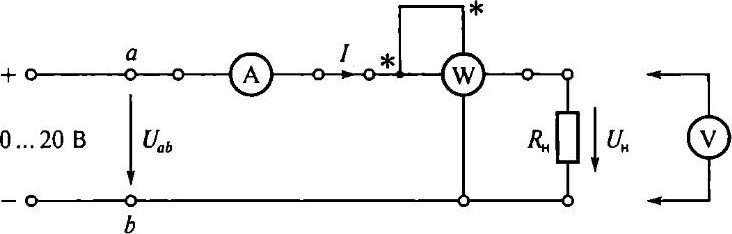 *
a I *
+ A W
0 ... 20 В U_ab R_н U_н V
−
b